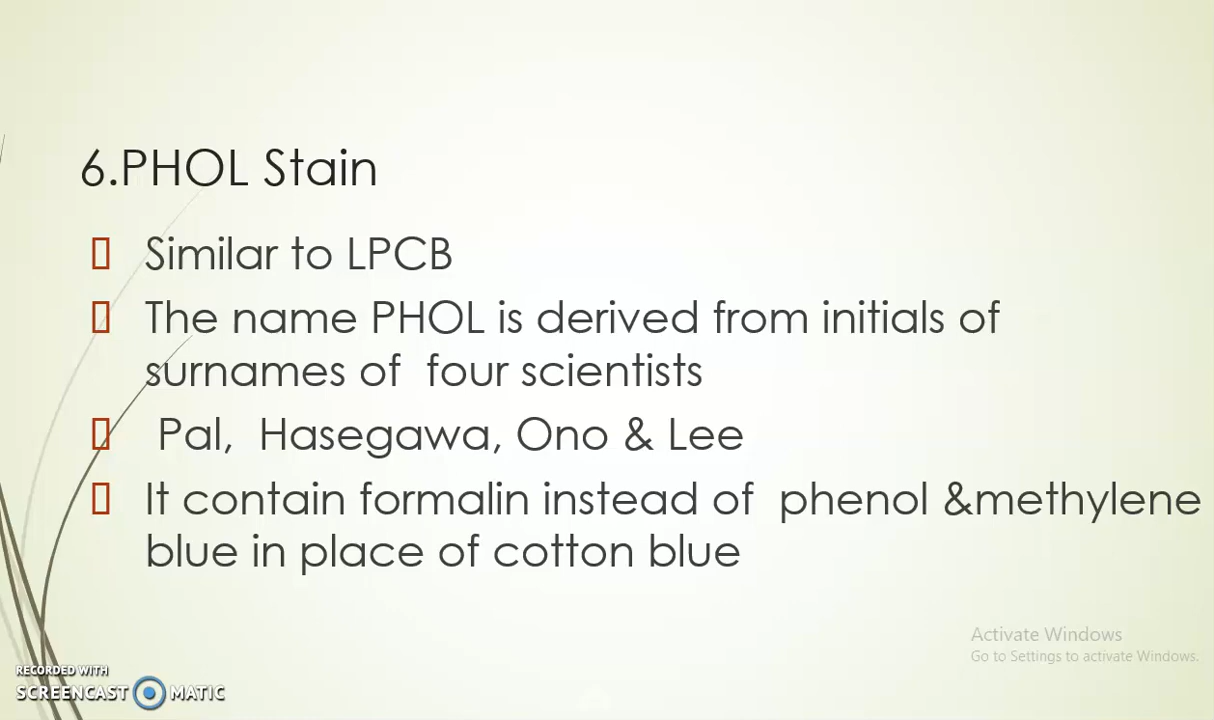 6.PHOL Stain
Similar to LPCB
The name PHOL is derived from initials of
surnames of four scientists
Pal, Hasegawa, Ono & Lee
It contain formalin instead of phenol &methylene
blue in place of cotton blue
Activate Windows
Go to Settings to activate Windows.
RECORDED WITH
SCREENCAST MATIC